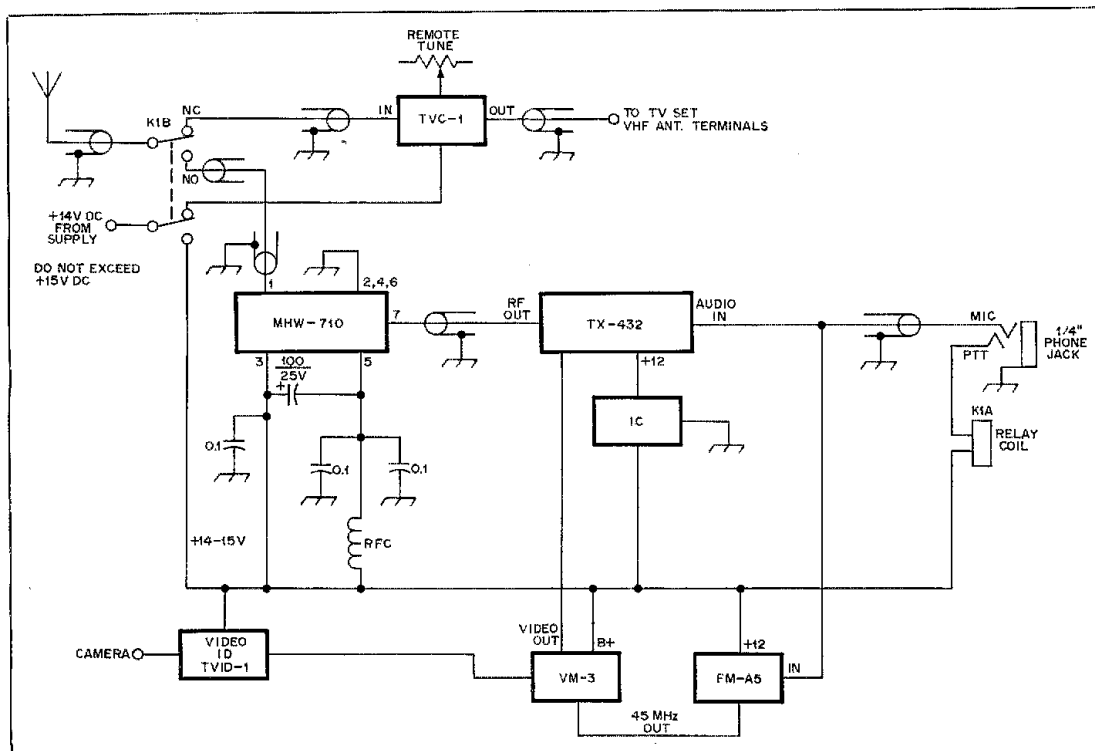 REMOTE
TUNE
K1B
NC
IN
TVC-1
OUT
TO TV SET
VHF ANT. TERMINALS
NO
+14V DC
FROM
SUPPLY
DO NOT EXCEED
+15V DC
1
2,4,6
MHW-710
7
RF
OUT
TX-432
AUDIO
IN
MIC
PTT
1/4"
PHONE
JACK
3
100
25V
+
5
+12
IC
K1A
RELAY
COIL
0.1
0.1
0.1
+14-15V
RFC
CAMERA
VIDEO
ID
TVID-1
VIDEO
OUT
B+
VM-3
+12
FM-A5
IN
45 MHz
OUT